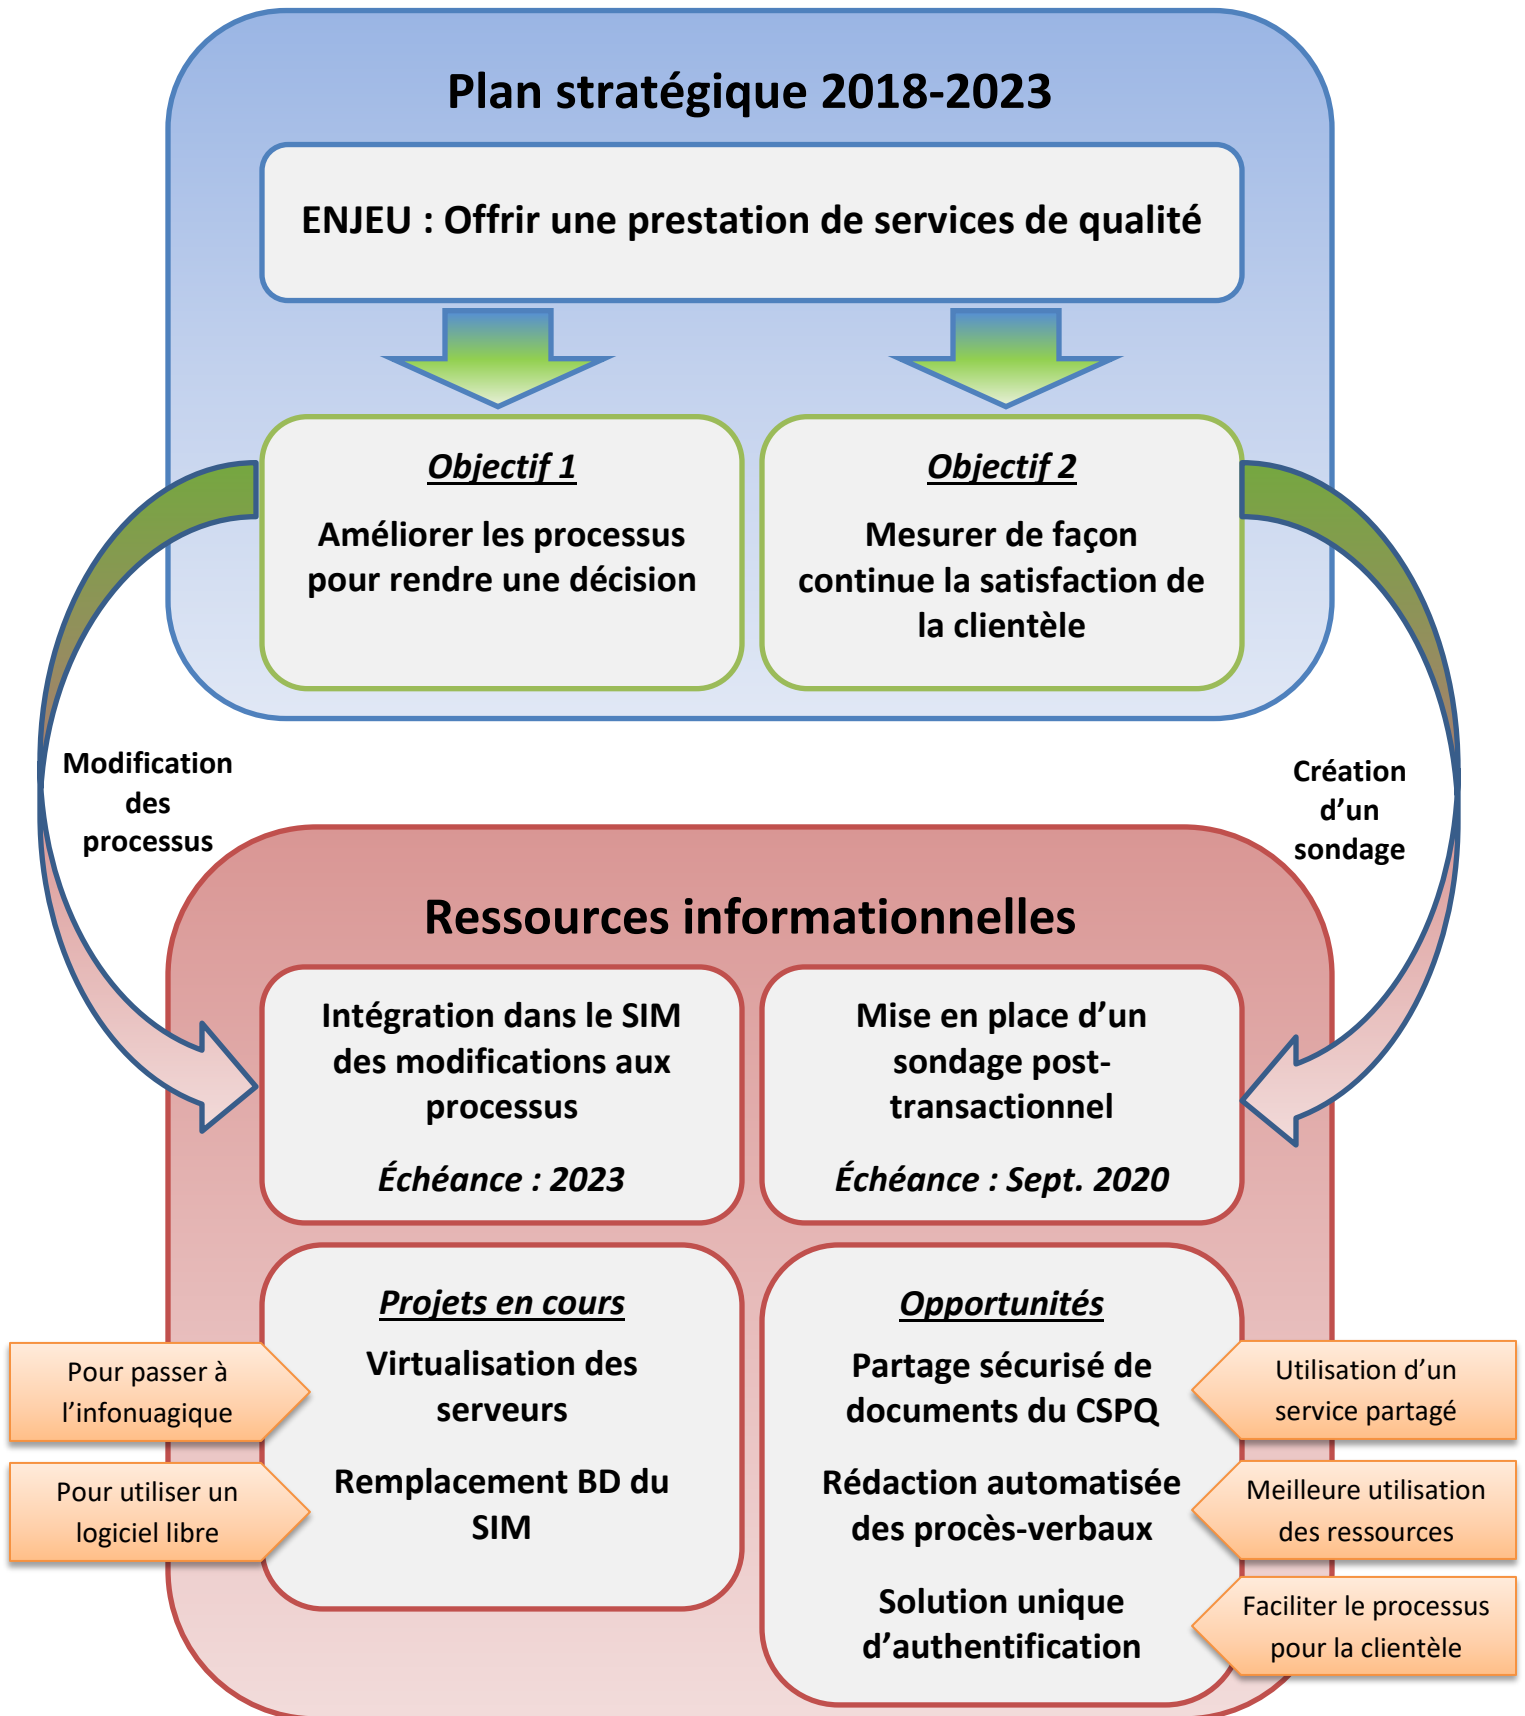 Plan stratégique 2018-2023
ENJEU : Offrir une prestation de services de qualité
Objectif 1
Améliorer les processus
pour rendre une décision
Objectif 2
Mesurer de façon
continue la satisfaction de
la clientèle
Modification
des
processus
Création
d’un
sondage
Ressources informationnelles
Intégration dans le SIM
des modifications aux
processus
Échéance : 2023
Mise en place d’un
sondage post-
transactionnel
Échéance : Sept. 2020
Projets en cours
Pour passer à
l’infonuagique
Virtualisation des
serveurs
Pour utiliser un
logiciel libre
Remplacement BD du
SIM
Opportunités
Partage sécurisé de
documents du CSPQ
Utilisation d’un
service partagé
Rédaction automatisée
des procès-verbaux
Meilleure utilisation
des ressources
Solution unique
d’authentification
Faciliter le processus
pour la clientèle